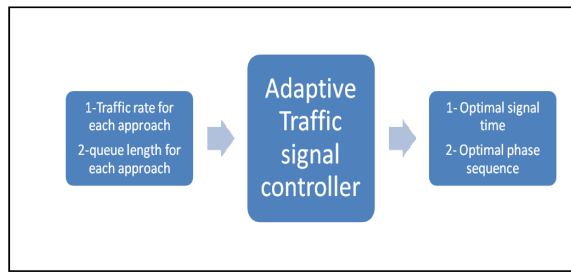 1-Traffic rate for
each approach
2-queue length for
each approach
Adaptive
Traffic
signal
controller
1- Optimal signal
time
2- Optimal phase
sequence